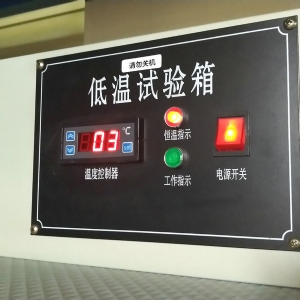 请勿关机
低温试验箱
-03 °C
恒温指示
温度控制器
工作指示
电源开关